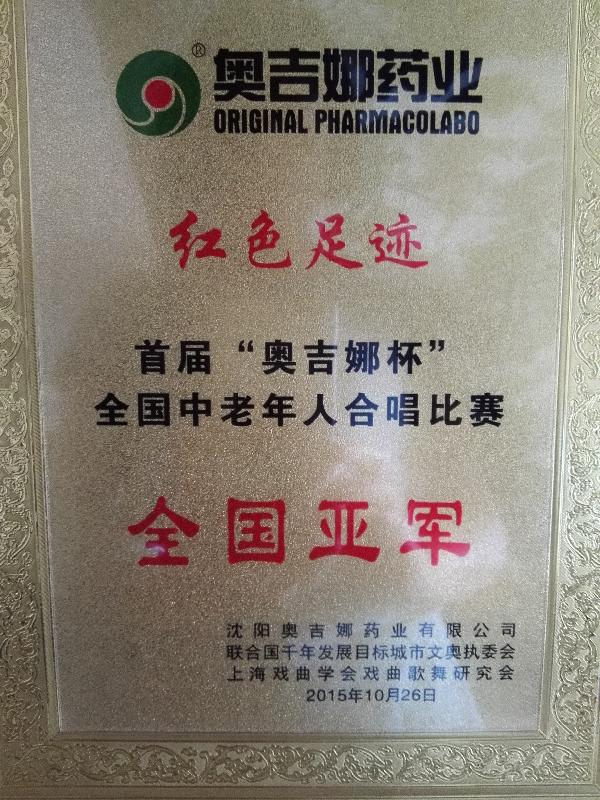 ®奥吉娜药业
ORIGINAL PHARMACOLABO
红色足迹
首届“奥吉娜杯”
全国中老年人合唱比赛
全国亚军
沈阳奥吉娜药业有限公司
联合国千年发展目标城市文奥执委会
上海戏曲学会戏曲歌舞研究会
2015年10月26日